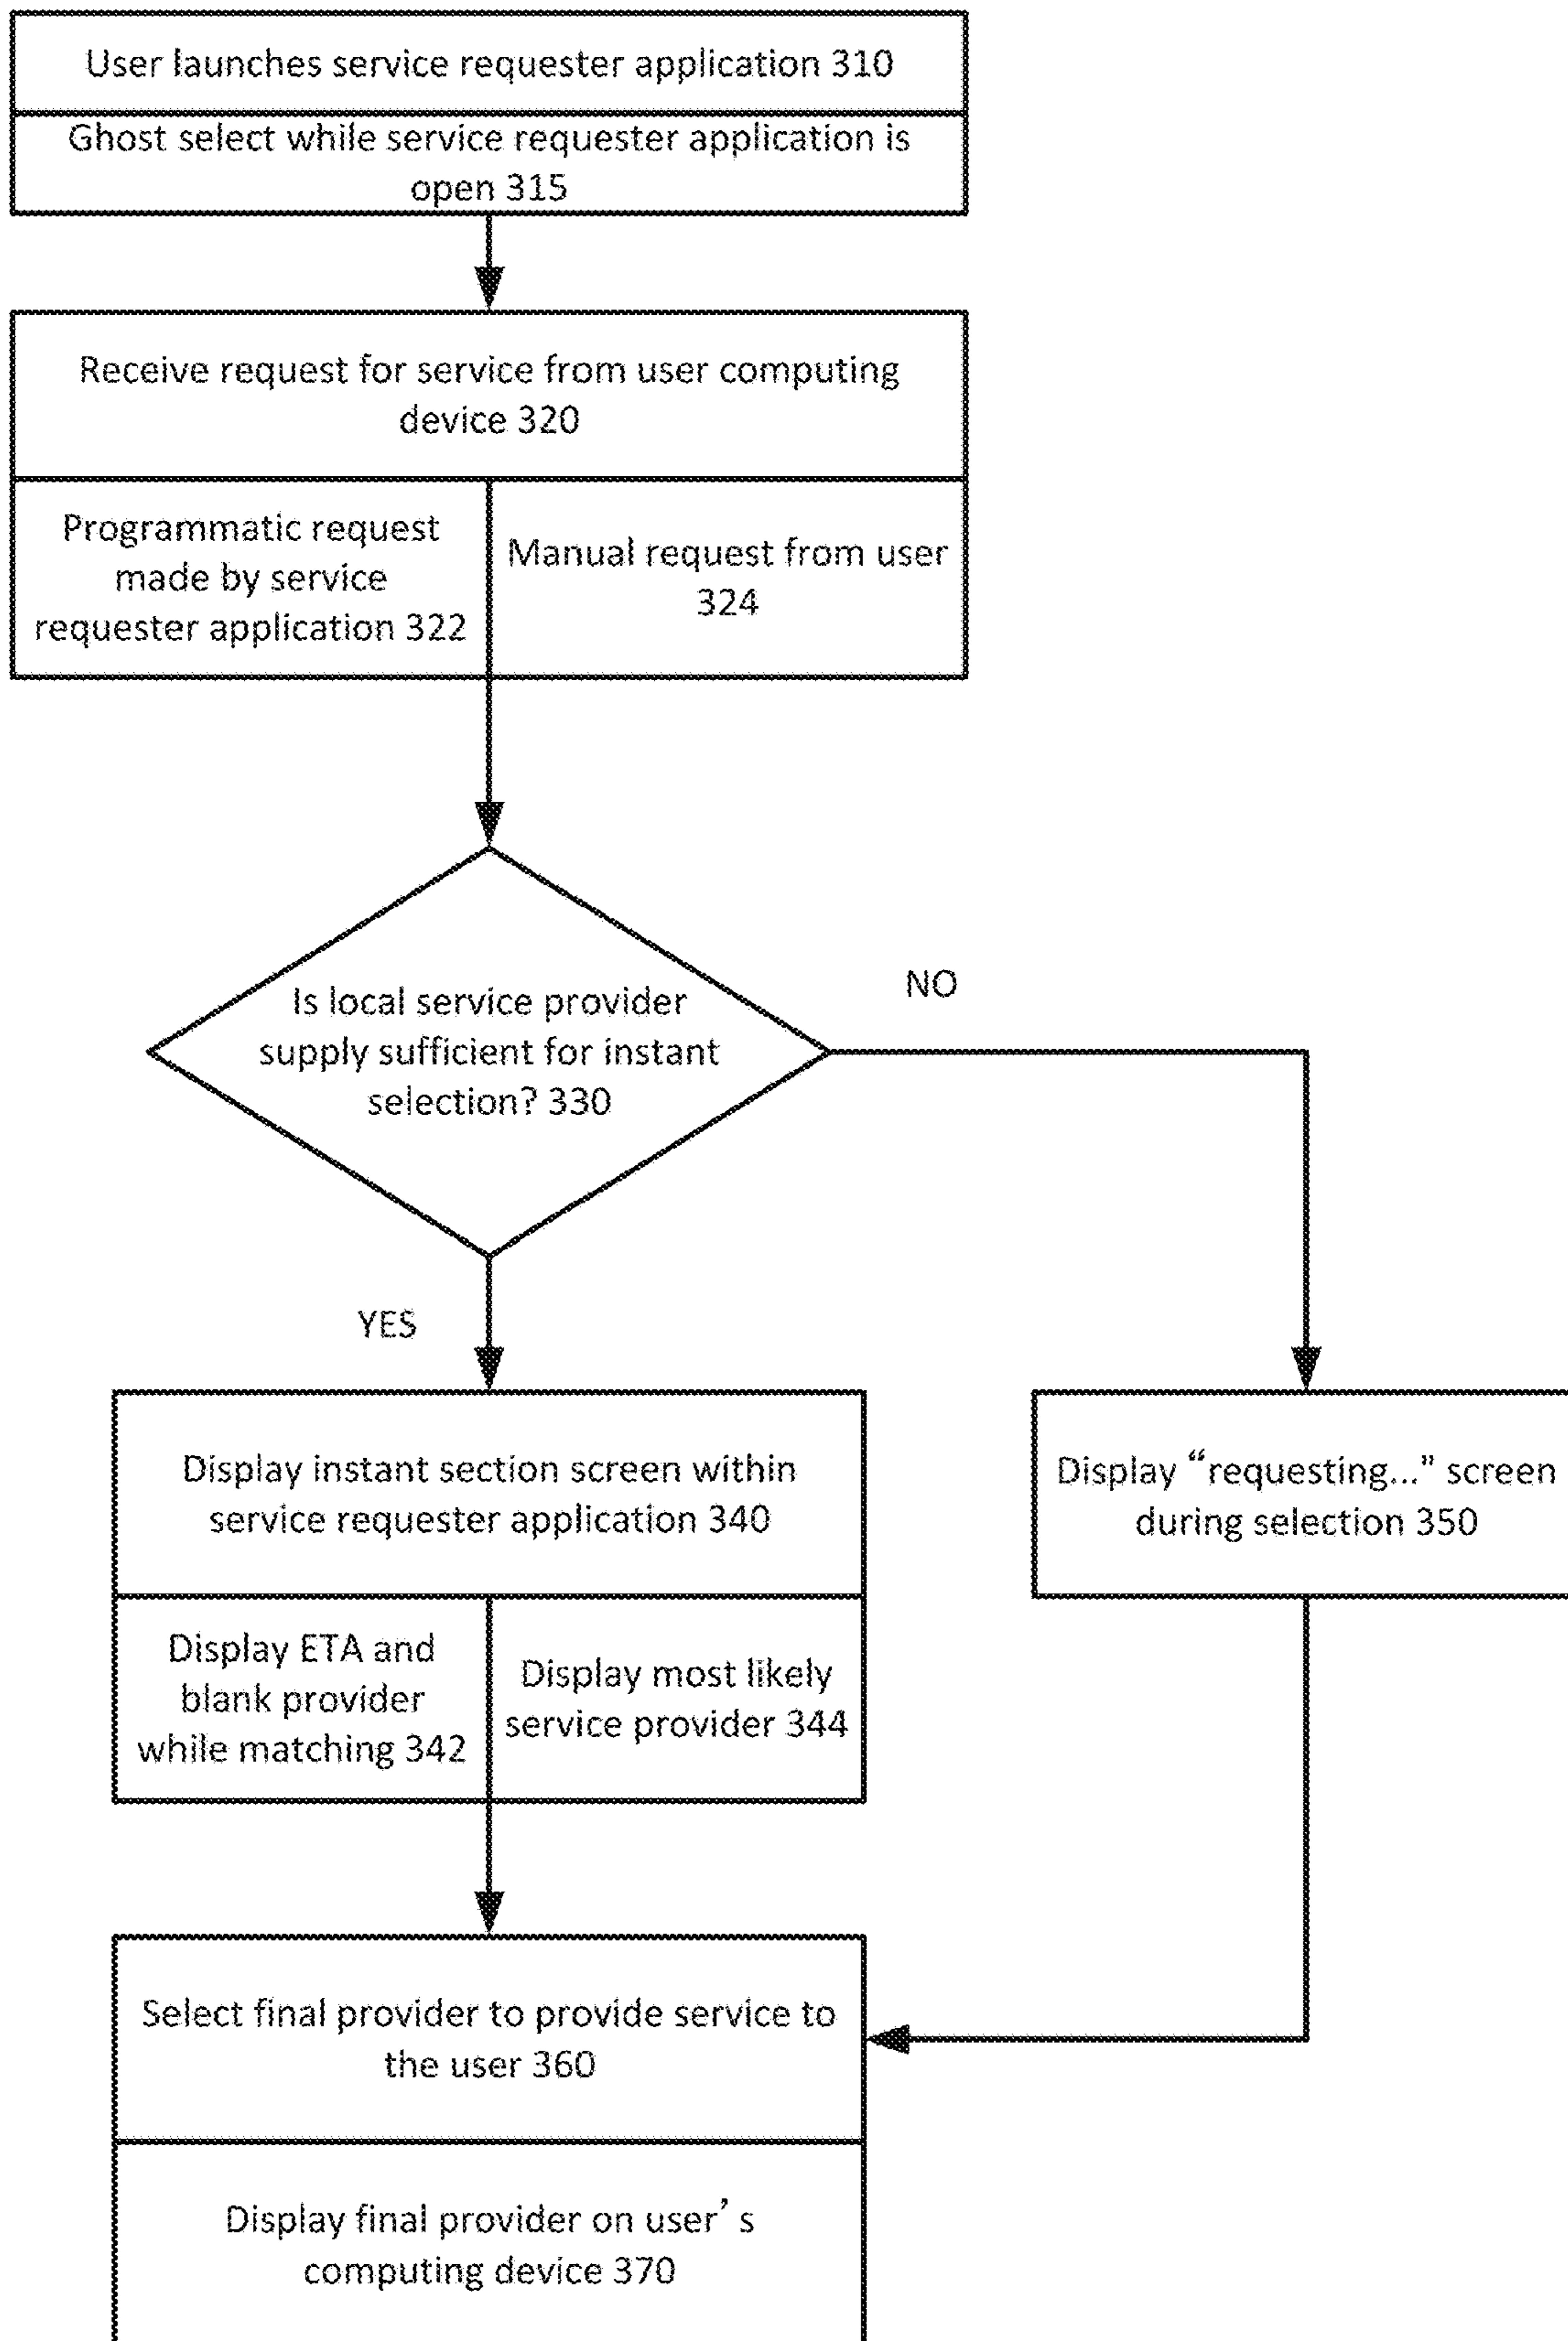 User launches service requester application 310
Ghost select while service requester application is
open 315
Receive request for service from user computing
device 320
Programmatic request
made by service
requester application 322
Manual request from user
324
Is local service provider
supply sufficient for instant
selection? 330
NO
YES
Display instant section screen within
service requester application 340
Display “requesting..." screen
during selection 350
Display ETA and
blank provider
while matching 342
Display most likely
service provider 344
Select final provider to provide service to
the user 360
Display final provider on user’ s
computing device 370